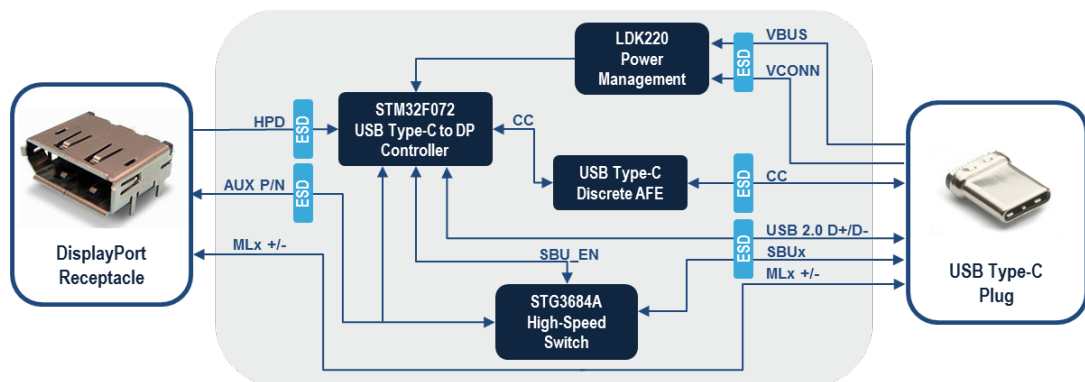 LDK220
Power
Management
ESD
VBUS
VCONN
STM32F072
USB Type-C to DP
Controller
HPD
ESD
CC
AUX P/N
ESD
USB Type-C
Discrete AFE
ESD
CC
DisplayPort
Receptacle
MLx +/-
SBU_EN
ESD
USB 2.0 D+/D-
SBUx
MLx +/-
USB Type-C
Plug
STG3684A
High-Speed
Switch